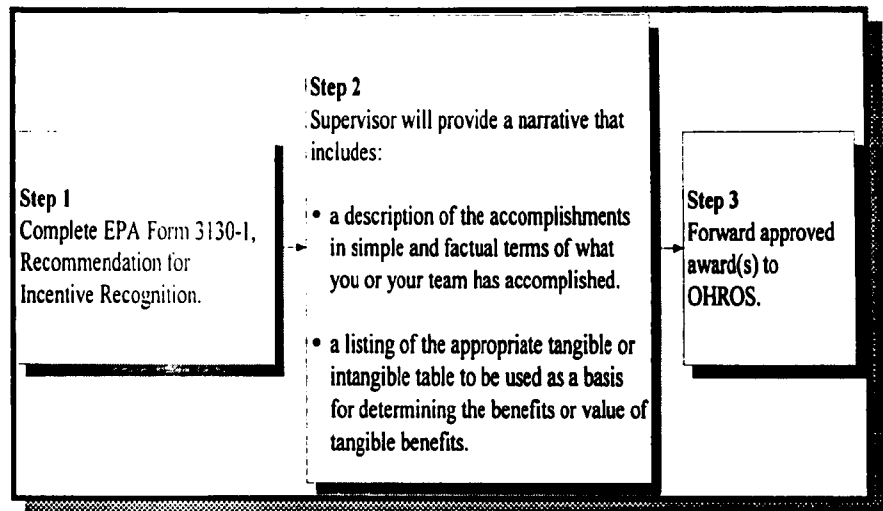 Step 1
Complete EPA Form 3130-1,
Recommendation for
Incentive Recognition.
Step 2
Supervisor will provide a narrative that
includes:
• a description of the accomplishments
in simple and factual terms of what
you or your team has accomplished.
• a listing of the appropriate tangible or
intangible table to be used as a basis
for determining the benefits or value of
tangible benefits.
Step 3
Forward approved
award(s) to
OHROS.